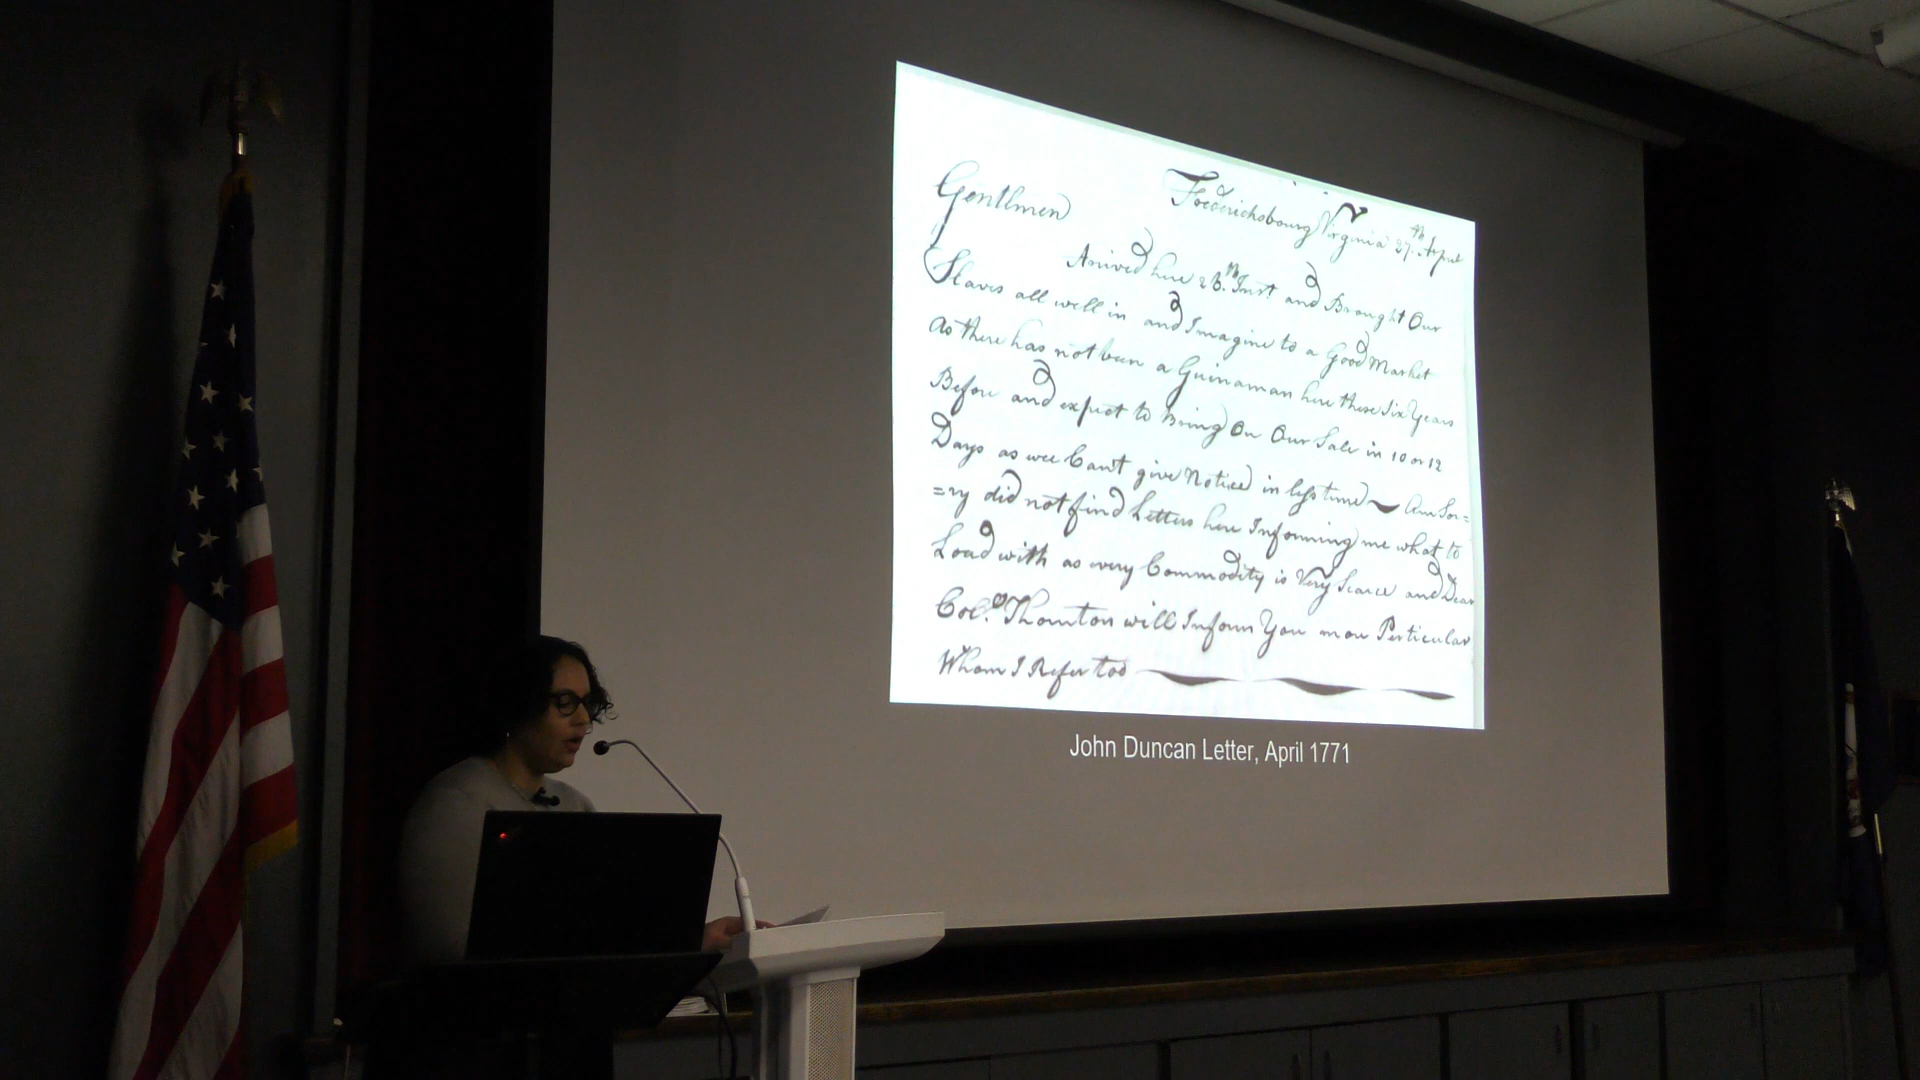 Gentlmen
Frederichsbourg Virginia 27th Aprel
Arived here 26th Inst and Brought Our
Slaves all well in and Imagine to a Good Market
As there has not been a Guinaman here these Six Years
Before and expect to Bring On Our Sale in 10 or 12
Days as wee Cant give Notice in less time Am Sor=
=ry did not find Letters here Informing me what to
Load with as every Commodity is Very Scarce and Dear
Col.o Thornton will Inform You more Perticular
Whom I Refer too
John Duncan Letter, April 1771